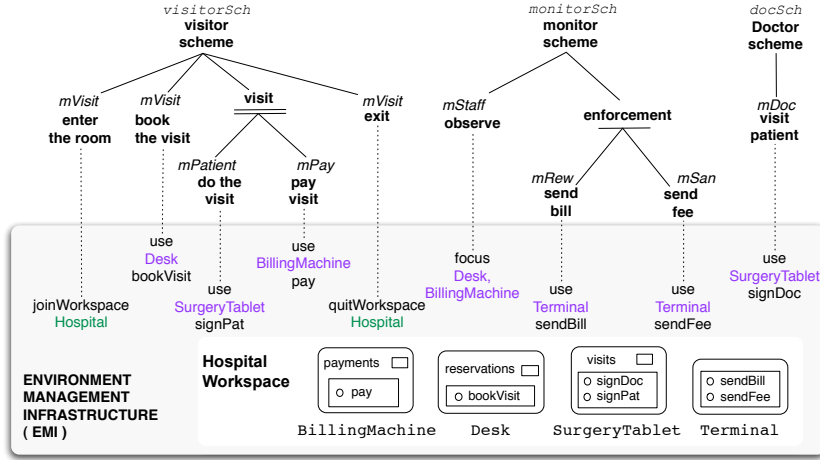 visitorSch
visitor
scheme
monitorSch
monitor
scheme
docSch
Doctor
scheme
mVisit
enter
the room
mVisit
book
the visit
visit
mVisit
exit
mStaff
observe
enforcement
mDoc
visit
patient
mPatient
do the
visit
mPay
pay
visit
mRew
send
bill
mSan
send
fee
joinWorkspace
Hospital
use
Desk
bookVisit
use
SurgeryTablet
signPat
use
BillingMachine
pay
quitWorkspace
Hospital
focus
Desk,
BillingMachine
use
Terminal
sendBill
use
Terminal
sendFee
use
SurgeryTablet
signDoc
ENVIRONMENT
MANAGEMENT
INFRASTRUCTURE
( EMI )
Hospital
Workspace
payments
pay
BillingMachine
reservations
bookVisit
Desk
visits
signDoc
signPat
SurgeryTablet
sendBill
sendFee
Terminal